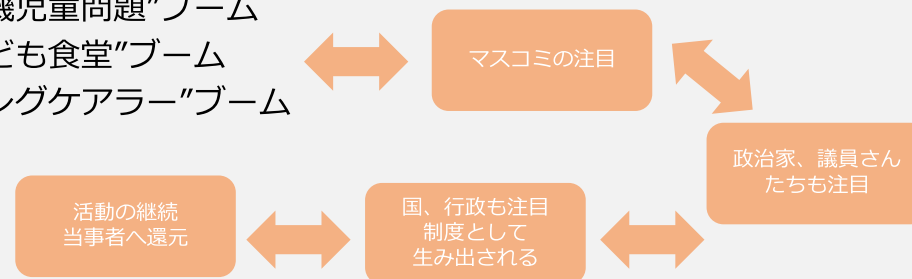 児童問題”ブーム
ども食堂”ブーム
ングケアラー”ブーム
マスコミの注目
政治家、議員さん
たちも注目
国、行政も注目
制度として
生み出される
活動の継続
当事者へ還元